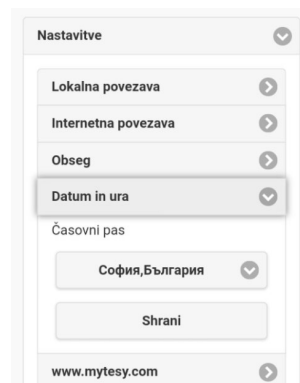 Nastavitve
Lokalna povezava
Internetna povezava
Obseg
Datum in ura
Časovni pas
София,България
Shrani
www.mytesy.com